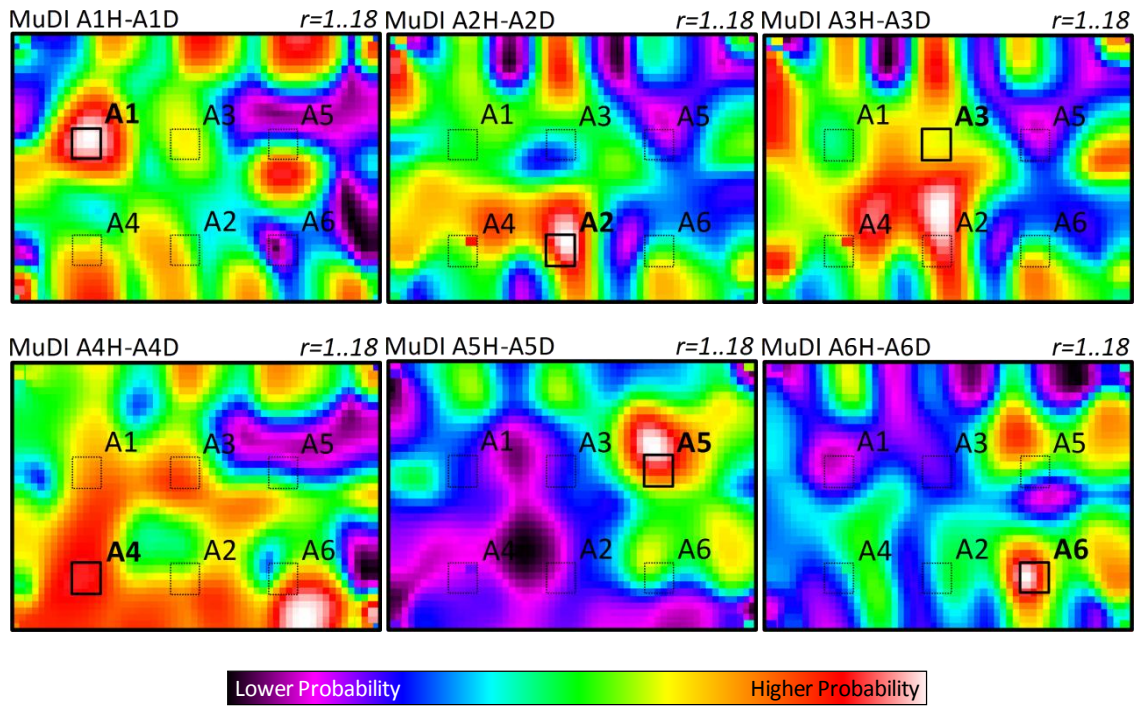 MuDI A1H-A1D r=1..18 MuDI A2H-A2D r=1..18 MuDI A3H-A3D r=1..18
A1 A3 A5 A1 A3 A5 A1 A3 A5
A4 A2 A6 A4 A2 A6 A4 A2 A6
MuDI A4H-A4D r=1..18 MuDI A5H-A5D r=1..18 MuDI A6H-A6D r=1..18
A1 A3 A5 A1 A3 A5 A1 A3 A5
A4 A2 A6 A4 A2 A6 A4 A2 A6
Lower Probability Higher Probability